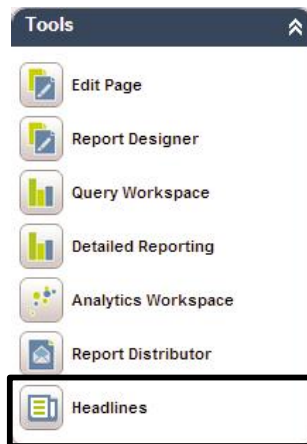 Tools
Edit Page
Report Designer
Query Workspace
Detailed Reporting
Analytics Workspace
Report Distributor
Headlines